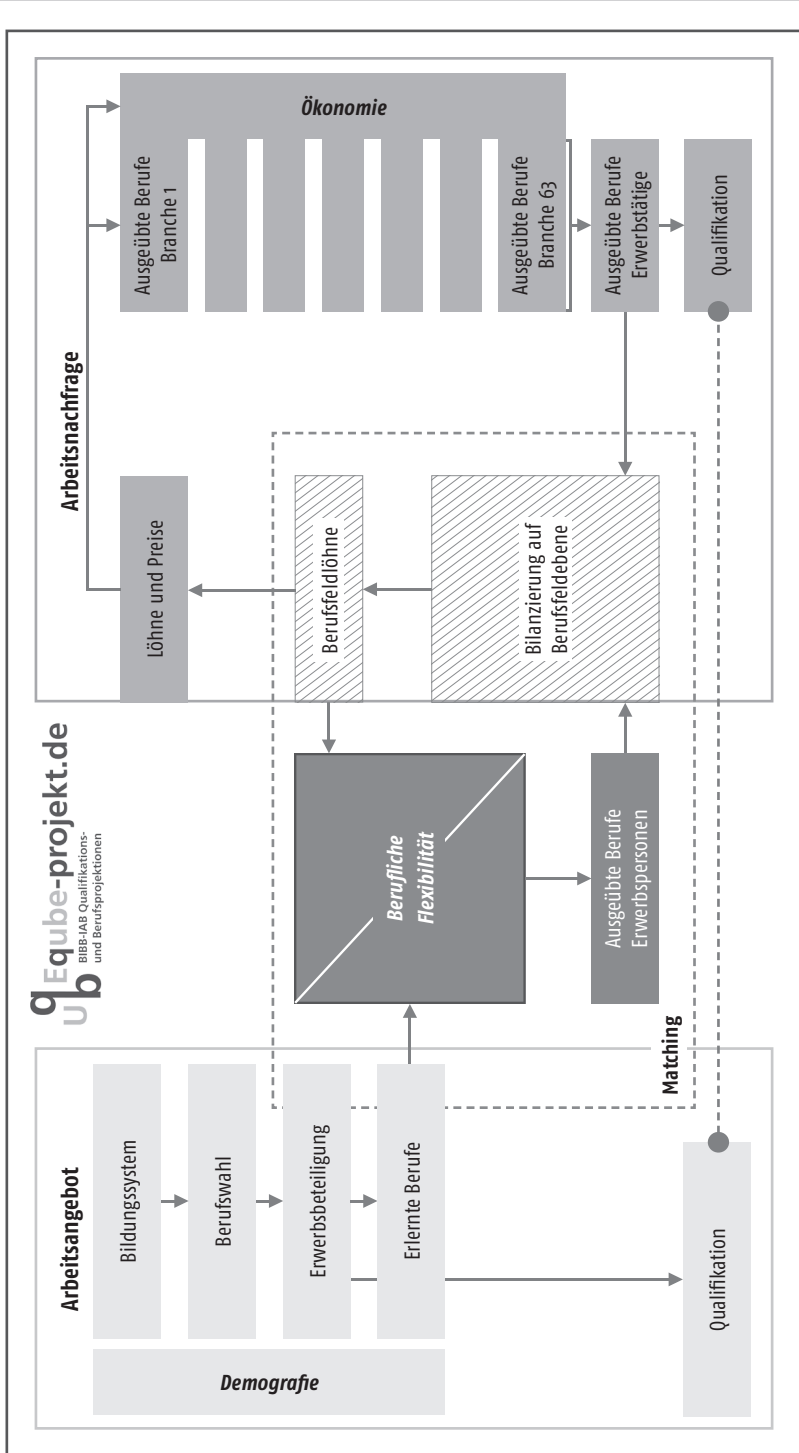 QuBe-projekt.de
BIBB-IAB Qualifikations-
und Berufsprojektionen
Arbeitsangebot
Demografie
Bildungssystem
Berufswahl
Erwerbsbeteiligung
Erlernte Berufe
Qualifikation
Matching
Berufliche
Flexibilität
Ausgeübte Berufe
Erwerbspersonen
Arbeitsnachfrage
Löhne und Preise
Berufsfeldlöhne
Bilanzierung auf
Berufsfeldebene
Ökonomie
Ausgeübte Berufe
Branche 1
Ausgeübte Berufe
Branche 63
Ausgeübte Berufe
Erwerbstätige
Qualifikation